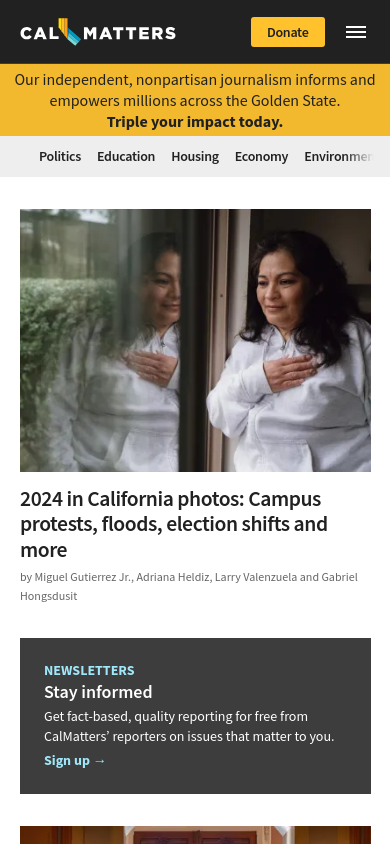 CAL MATTERS
Donate
Our independent, nonpartisan journalism informs and
empowers millions across the Golden State.
Triple your impact today.
Politics Education Housing Economy Environmen
2024 in California photos: Campus
protests, floods, election shifts and
more
by Miguel Gutierrez Jr., Adriana Heldiz, Larry Valenzuela and Gabriel
Hongsdusit
NEWSLETTERS
Stay informed
Get fact-based, quality reporting for free from
CalMatters’ reporters on issues that matter to you.
Sign up →